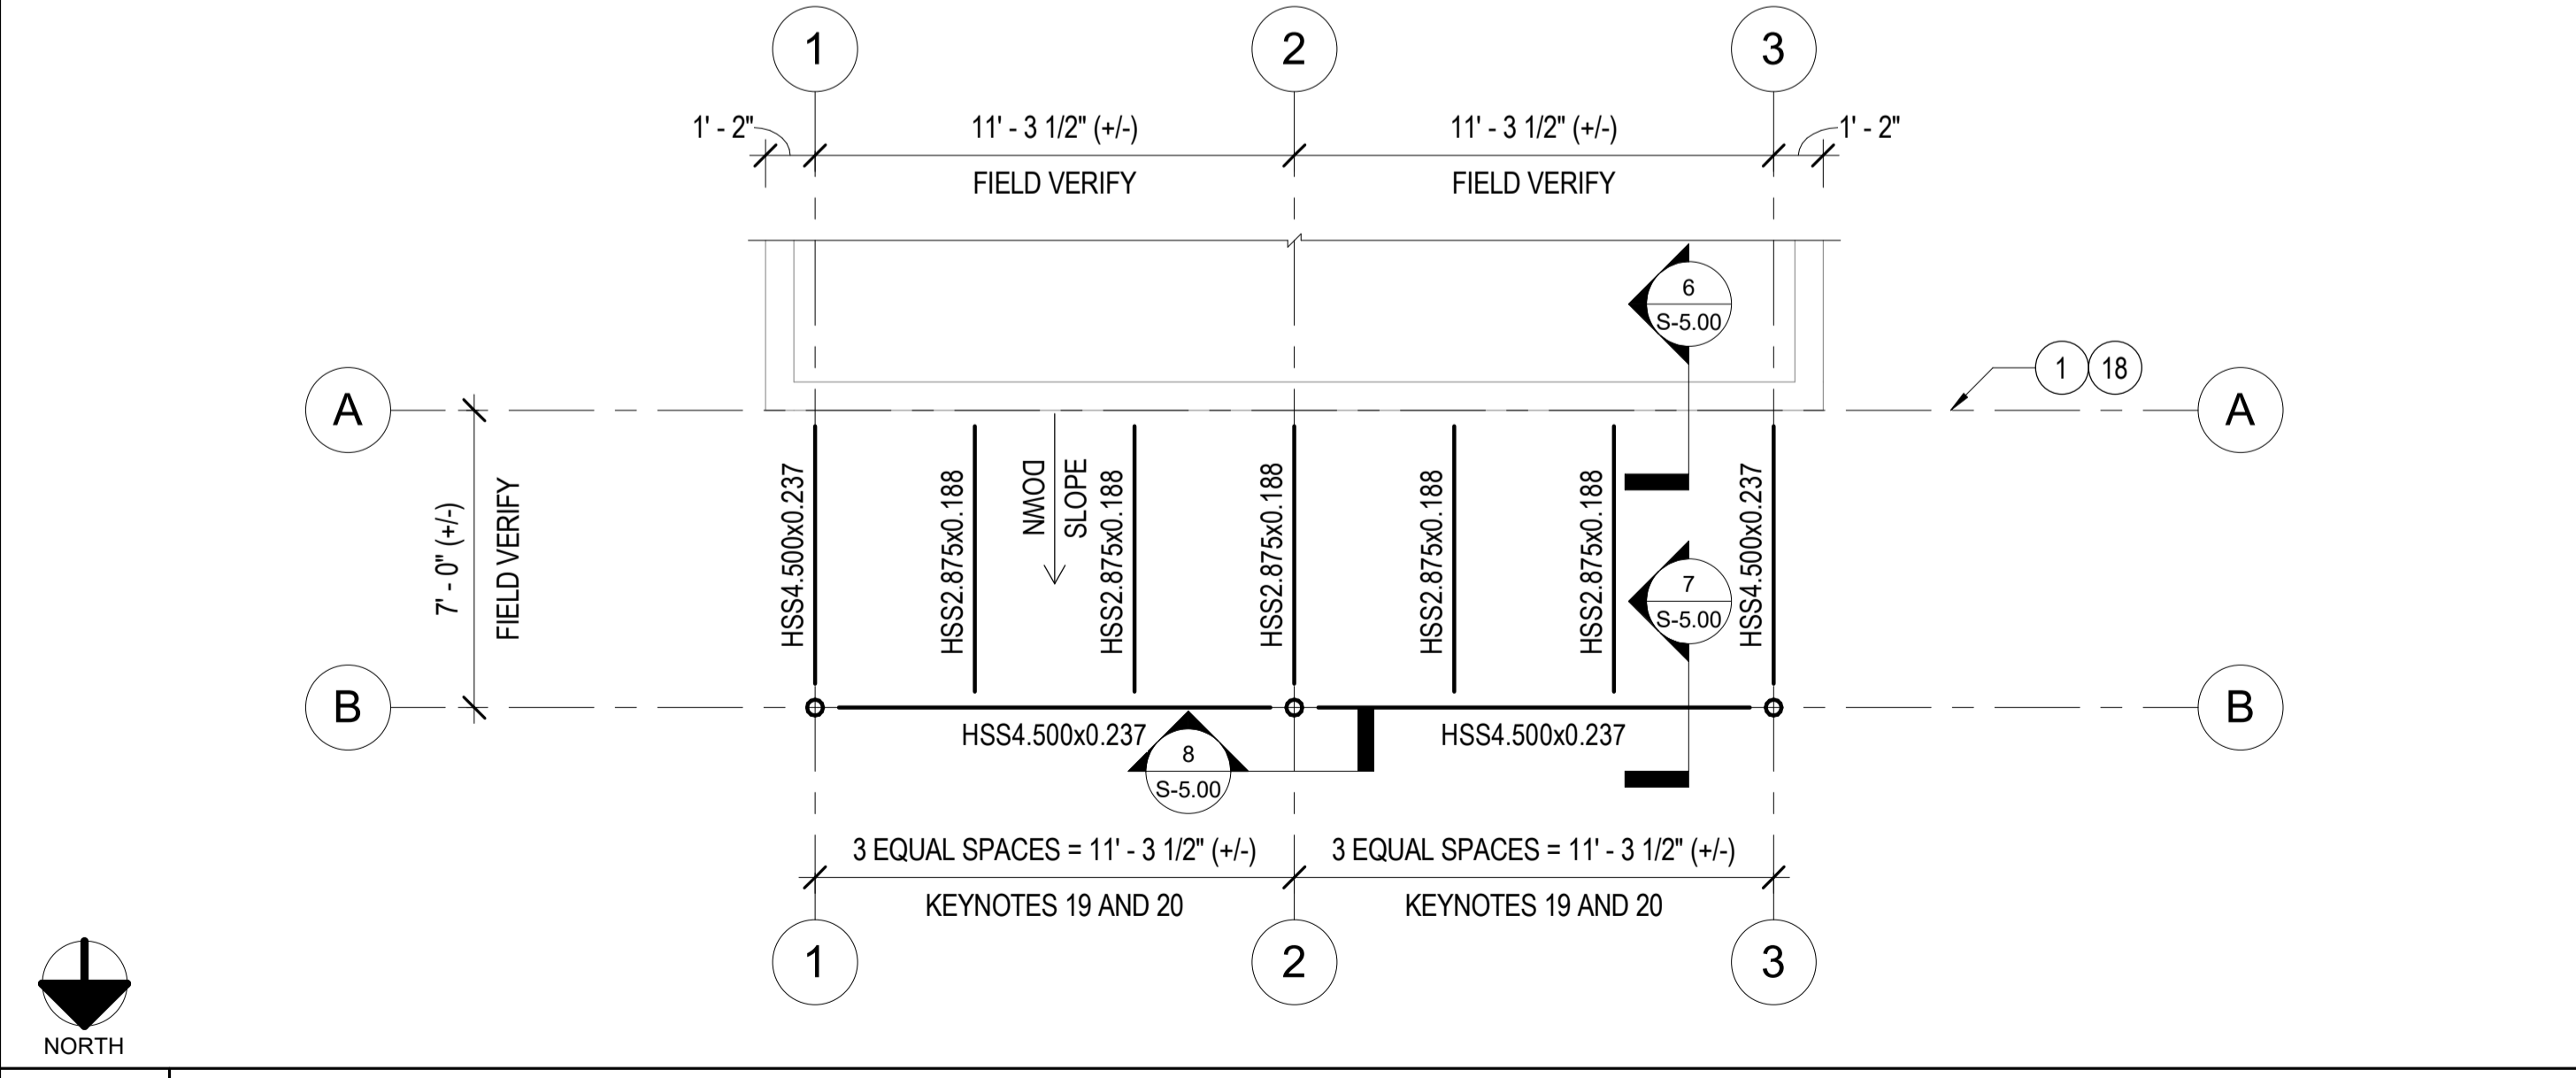 1
2
3
1' - 2"
11' - 3 1/2" (+/-)
11' - 3 1/2" (+/-)
1' - 2"
FIELD VERIFY
FIELD VERIFY
6
S-5.00
1
18
A
A
7' - 0" (+/-)
FIELD VERIFY
HSS4.500x0.237
HSS2.875x0.188
DOWN
SLOPE
HSS2.875x0.188
HSS2.875x0.188
HSS2.875x0.188
HSS2.875x0.188
HSS4.500x0.237
7
S-5.00
B
B
HSS4.500x0.237
HSS4.500x0.237
8
S-5.00
3 EQUAL SPACES = 11' - 3 1/2" (+/-)
3 EQUAL SPACES = 11' - 3 1/2" (+/-)
KEYNOTES 19 AND 20
KEYNOTES 19 AND 20
1
2
3
NORTH